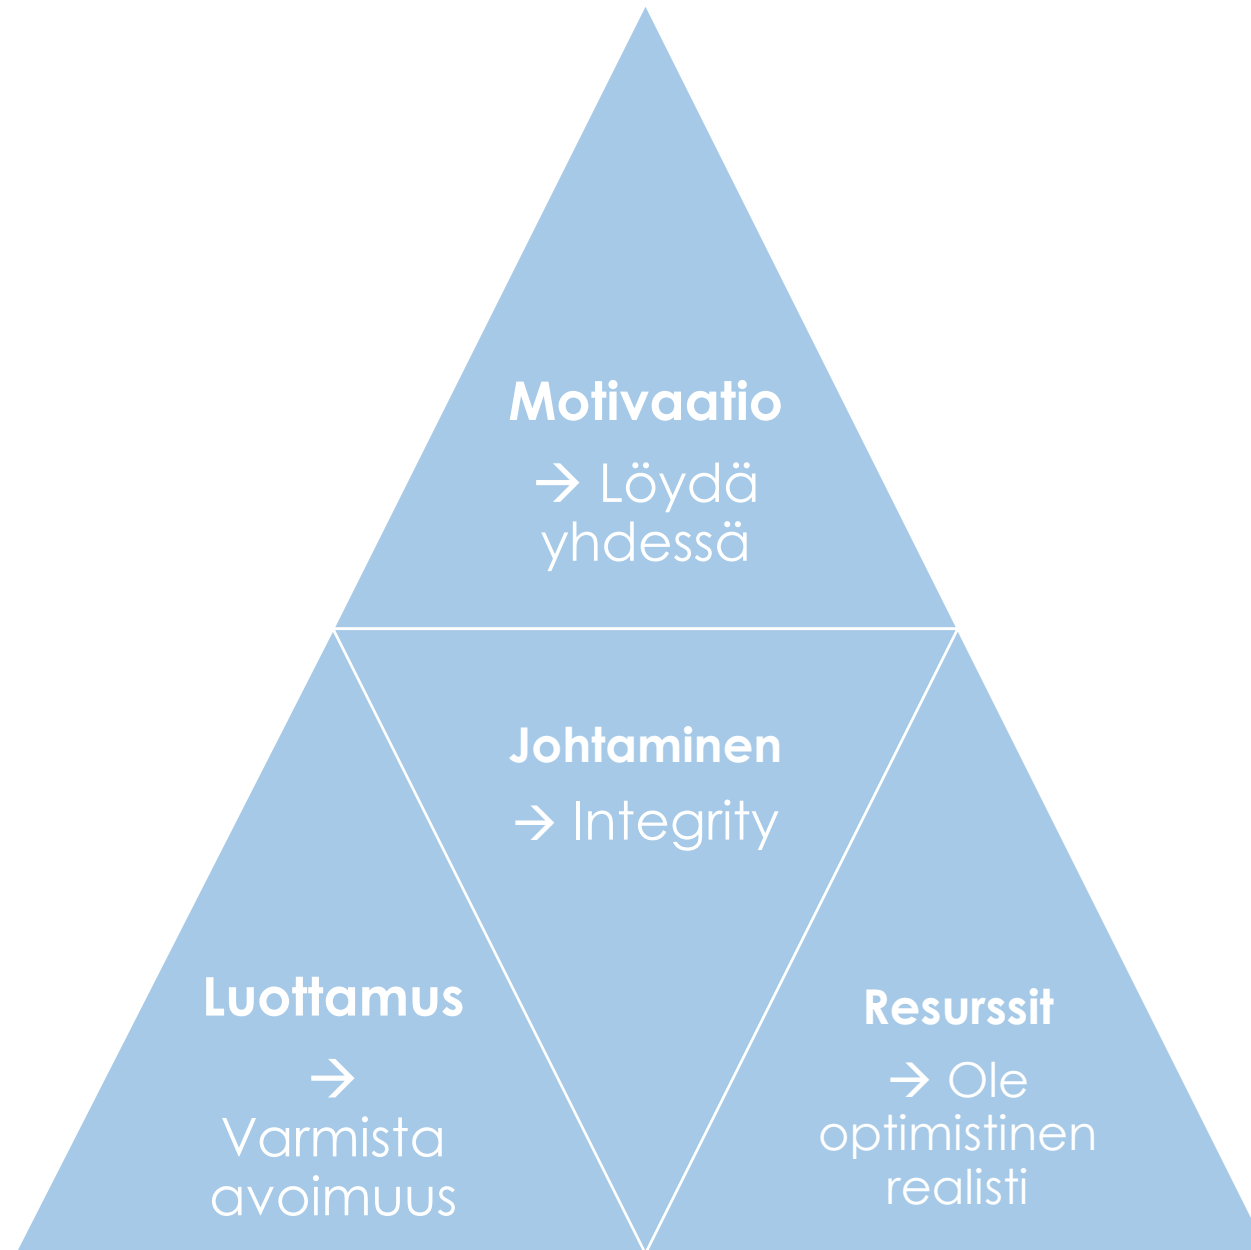 Motivaatio
→ Löydä
yhdessä
Johtaminen
→ Integrity
Luottamus
→
Varmista
avoimuus
Resurssit
→ Ole
optimistinen
realisti